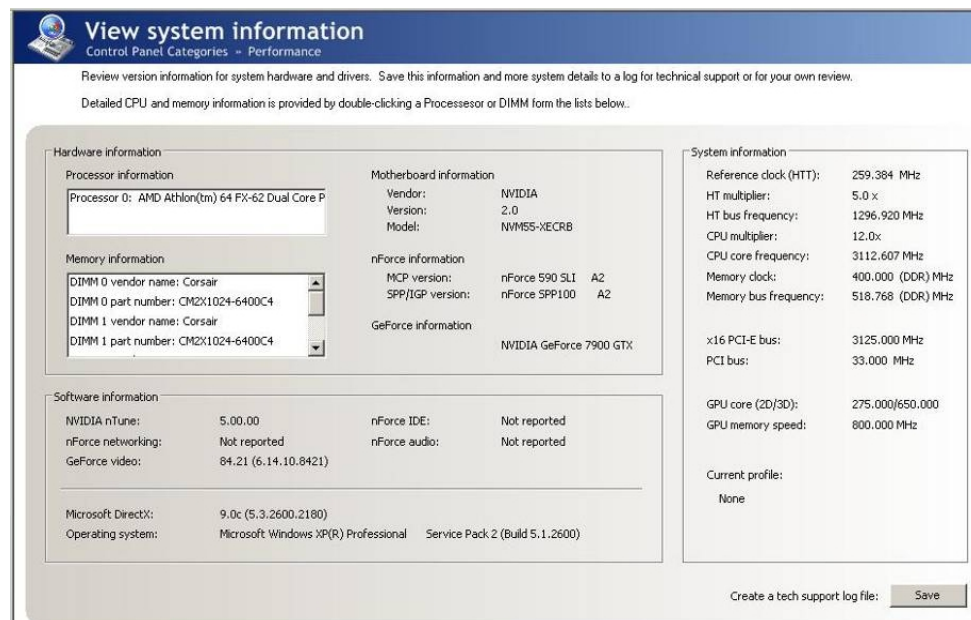 View system information
Control Panel Categories » Performance
Review version information for system hardware and drivers. Save this information and more system details to a log for technical support or for your own review.
Detailed CPU and memory information is provided by double-clicking a Processesor or DIMM form the lists below..
Hardware information
Processor information
Processor 0: AMD Athlon(tm) 64 FX-62 Dual Core P
Memory information
DIMM 0 vendor name: Corsair
DIMM 0 part number: CM2X1024-6400C4
DIMM 1 vendor name: Corsair
DIMM 1 part number: CM2X1024-6400C4
Motherboard information
Vendor: NVIDIA
Version: 2.0
Model: NVM55-XECRB
nForce information
MCP version: nForce 590 SLI A2
SPP/IGP version: nForce SPP100 A2
GeForce information
NVIDIA GeForce 7900 GTX
Software information
NVIDIA nTune: 5.00.00 nForce IDE: Not reported
nForce networking: Not reported nForce audio: Not reported
GeForce video: 84.21 (6.14.10.8421)
Microsoft DirectX: 9.0c (5.3.2600.2180)
Operating system: Microsoft Windows XP(R) Professional Service Pack 2 (Build 5.1.2600)
System information
Reference clock (HTT): 259.384 MHz
HT multiplier: 5.0 x
HT bus frequency: 1296.920 MHz
CPU multiplier: 12.0x
CPU core frequency: 3112.607 MHz
Memory clock: 400.000 (DDR) MHz
Memory bus frequency: 518.768 (DDR) MHz
x16 PCI-E bus: 3125.000 MHz
PCI bus: 33.000 MHz
GPU core (2D/3D): 275.000/650.000
GPU memory speed: 800.000 MHz
Current profile:
None
Create a tech support log file: Save